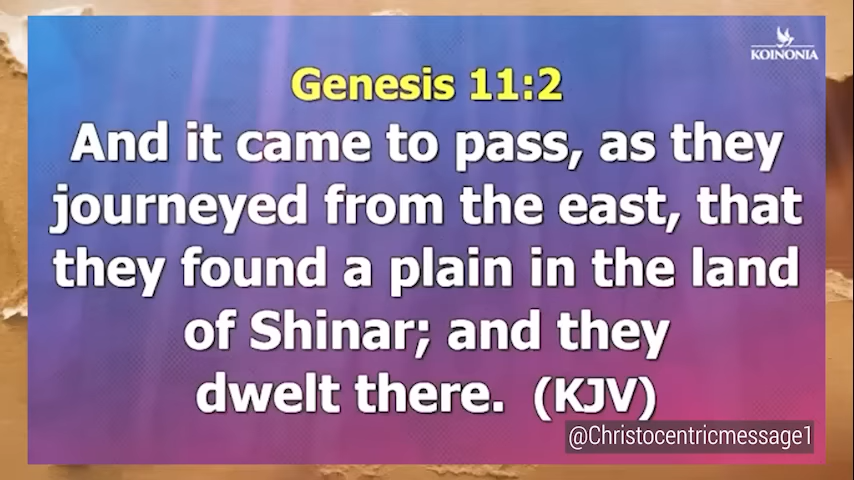 KOINONIA
Genesis 11:2
And it came to pass, as they
journeyed from the east, that
they found a plain in the land
of Shinar; and they
dwelt there. (KJV)
@Christocentricmessage1